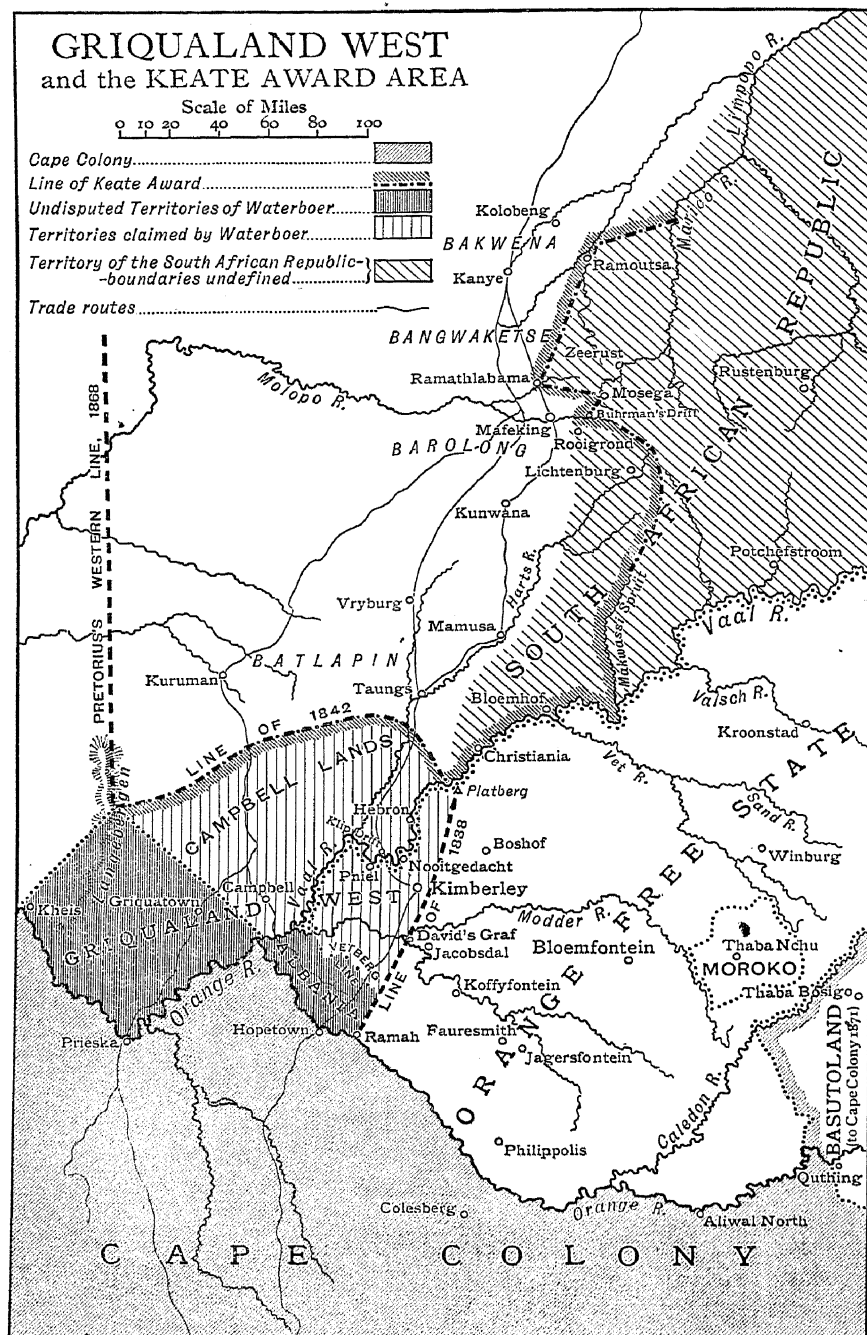 GRIQUALAND WEST
and the KEATE AWARD AREA
Scale of Miles
0 10 20 40 60 80 100
Cape Colony
Line of Keate Award
Undisputed Territories of Waterboer
Territories claimed by Waterboer
Territory of the South African Republic-
-boundaries undefined
Trade routes
Limpopo R.
Marico R.
Kolobeng
BAKWENA
Kanye
Ramoutsa
BANGWAKETSE
Zeerust
Ramathlabama
Rustenburg
Mosega
Buhrman's Drift
Molopo R.
Mafeking
Rooigrond
BAROLONG
Lichtenburg
Kunwana
SOUTH AFRICAN REPUBLIC
PRETORIUS'S WESTERN LINE, 1868
Harts R.
Potchefstroom
Vryburg
Mamusa
Makwassi Spruit
Vaal R.
BATLAPIN
Kuruman
Taungs
Bloemhof
Valsch R.
Kroonstad
LINE OF 1842
Christiania
Vet R.
Langebergen
CAMPBELL LANDS
Platberg
Hebron
Sand R.
Klip Drift
Boshof
Winburg
Vaal R.
Pniel
Nooitgedacht
Kimberley
Campbell
Kheis
Griquatown
GRIQUALAND WEST
LINE OF 1838
Modder R.
David's Graf
Jacobsdal
Bloemfontein
Thaba Nchu
MOROKO
VETBERG LINE
ALBANIA
Orange R.
Koffyfontein
Thaba Bosigo
Prieska
Hopetown
Ramah
Fauresmith
Jagersfontein
ORANGE FREE STATE
BASUTOLAND
(to Cape Colony 1871)
Caledon R.
Philippolis
Quthing
Colesberg
Orange R.
Aliwal North
CAPE COLONY